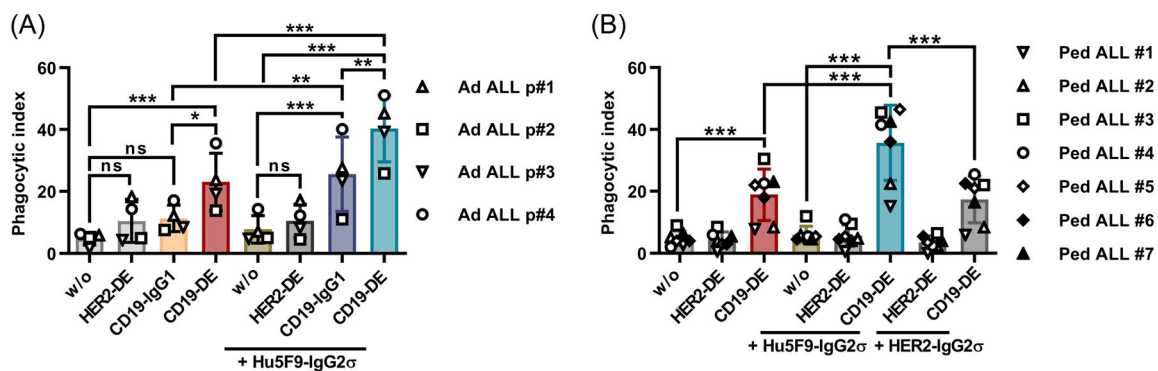 (A)
Phagocytic index
60
40
20
0
***
***
**
**
***
*
ns
ns
***
ns
w/o
HER2-DE
CD19-IgG1
CD19-DE
w/o
HER2-DE
CD19-IgG1
CD19-DE
+ Hu5F9-IgG2σ
Ad ALL p#1
Ad ALL p#2
Ad ALL p#3
Ad ALL p#4
(B)
Phagocytic index
60
40
20
0
***
***
***
***
w/o
HER2-DE
CD19-DE
w/o
HER2-DE
CD19-DE
HER2-DE
CD19-DE
+ Hu5F9-IgG2σ
+ HER2-IgG2σ
Ped ALL #1
Ped ALL #2
Ped ALL #3
Ped ALL #4
Ped ALL #5
Ped ALL #6
Ped ALL #7